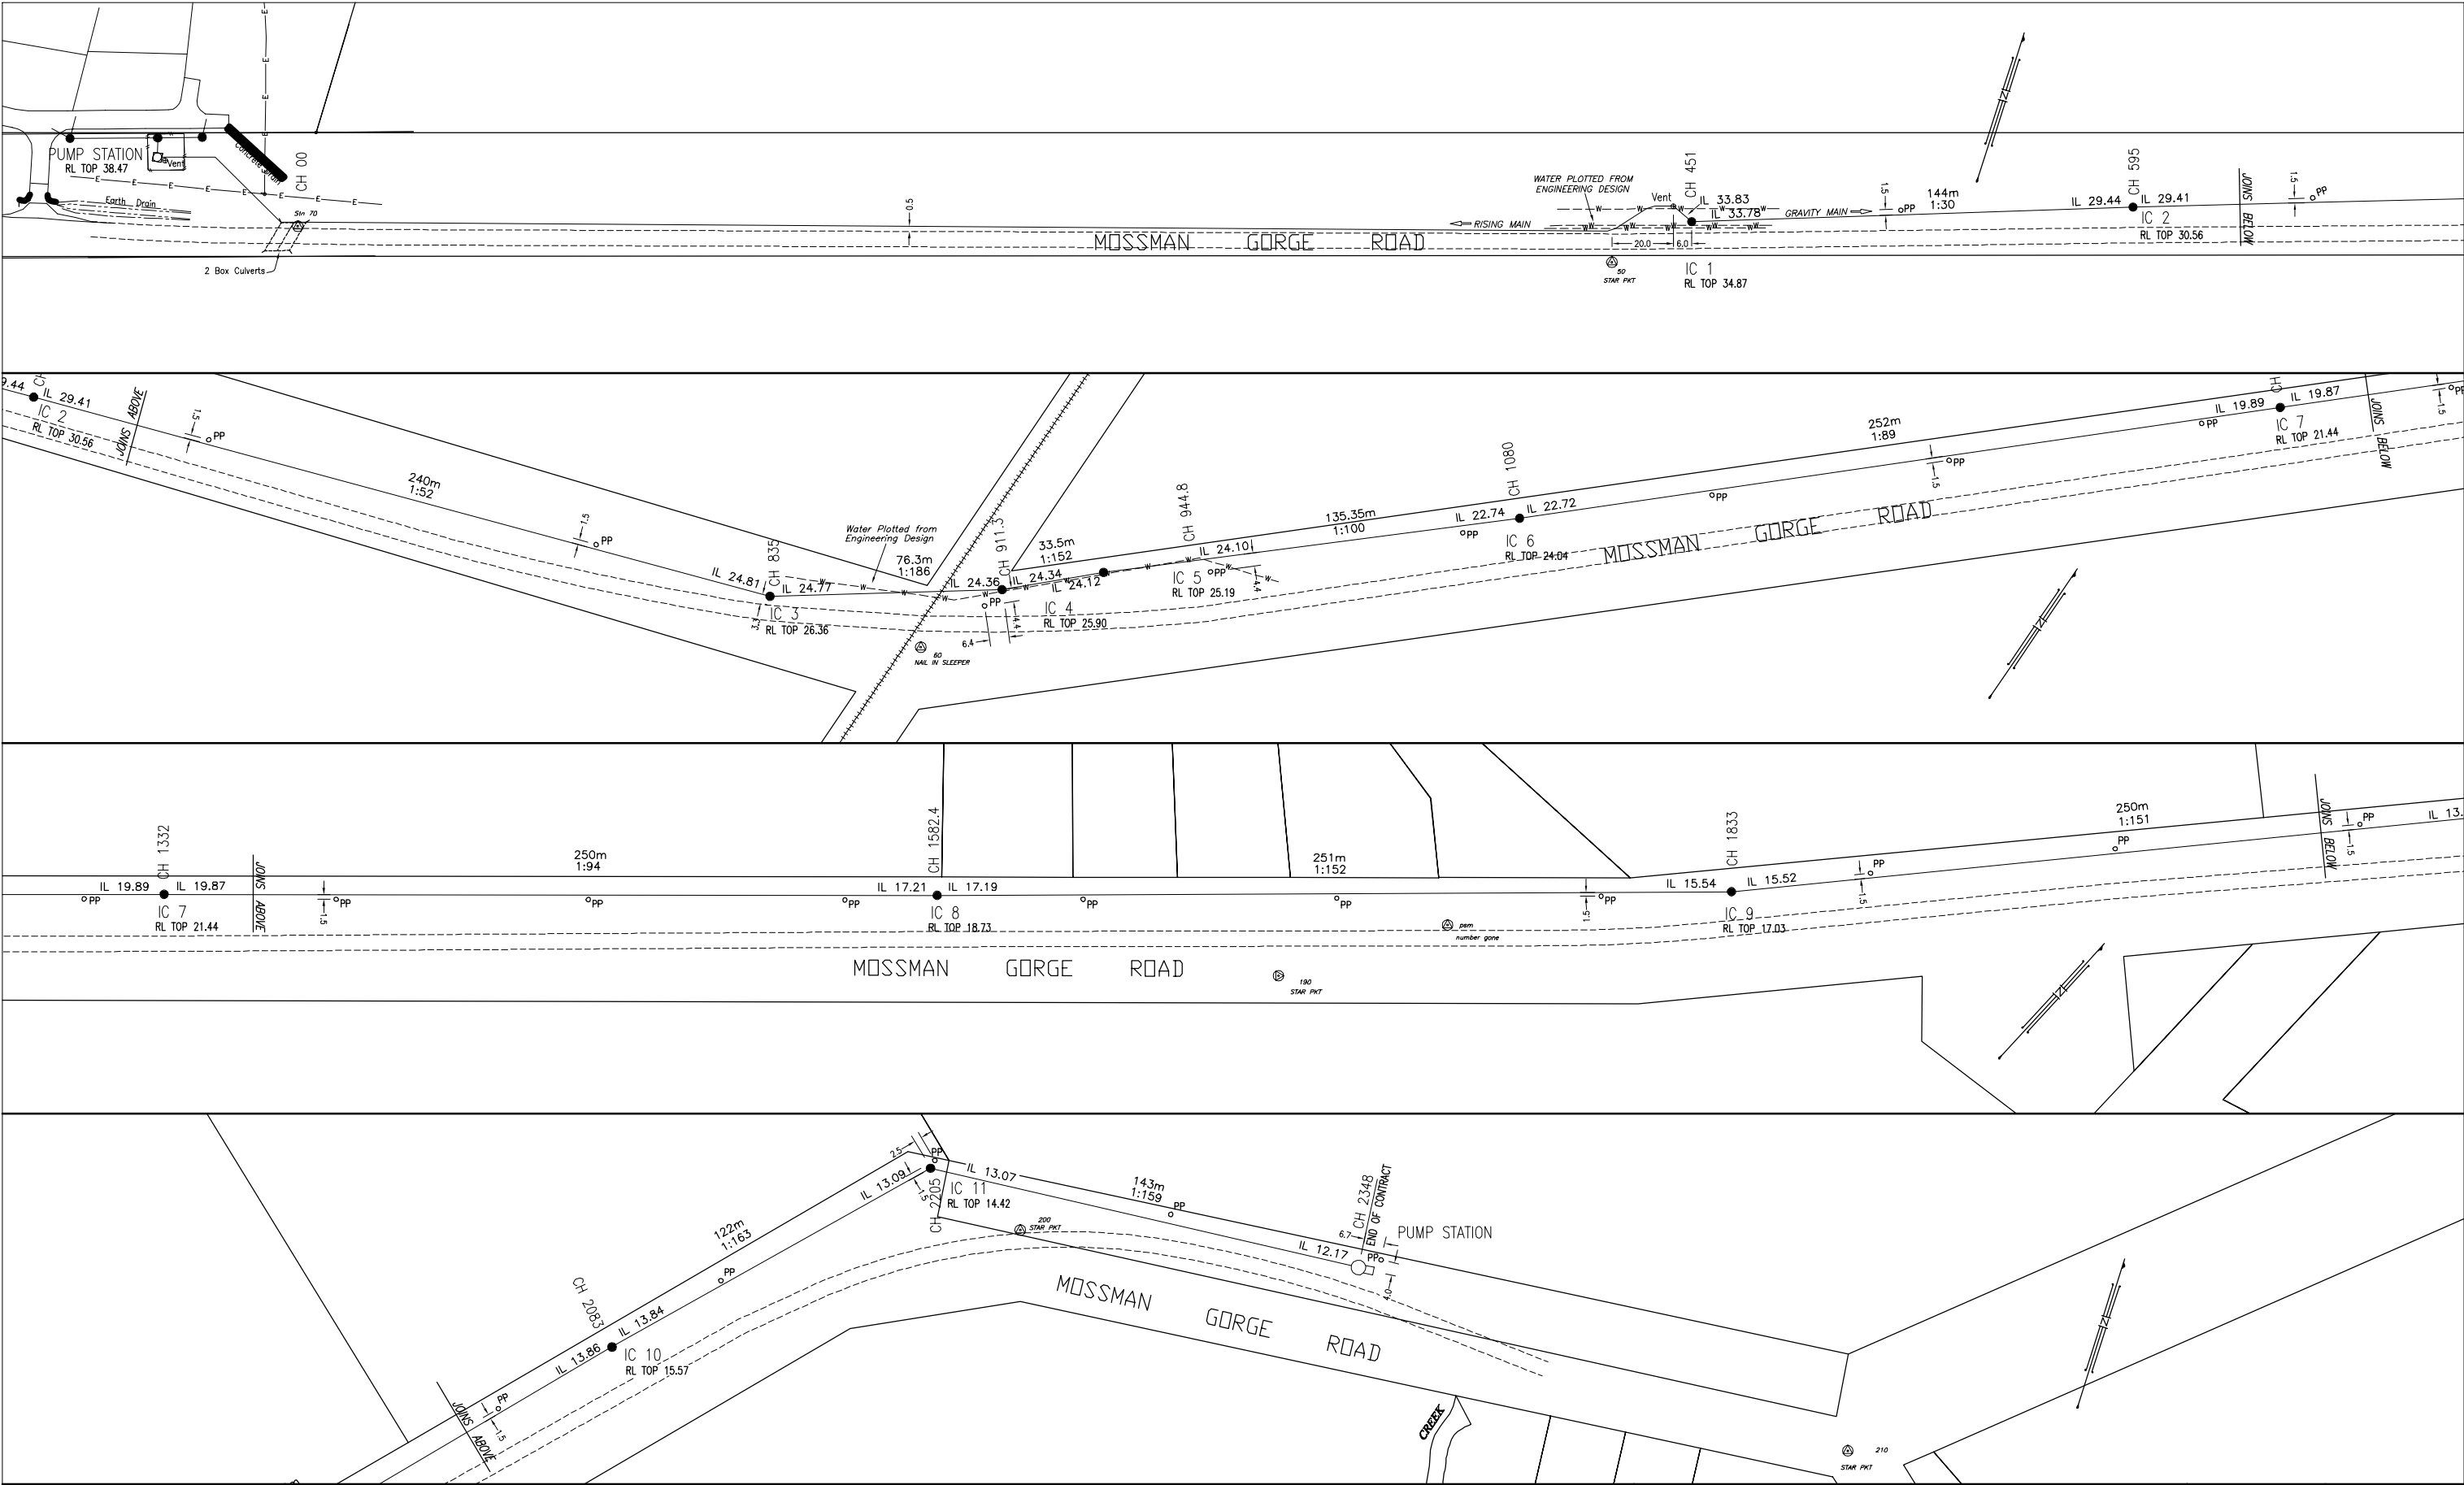 PUMP STATION
RL TOP 38.47
Vent
Concrete Drain
CH 00
E E E E E
E E E E E E E E
Earth Drain
Stn 70
2 Box Culverts
0.5
MOSSMAN GORGE ROAD
RISING MAIN
WATER PLOTTED FROM
ENGINEERING DESIGN
Vent
CH 451
IL 33.83
IL 33.78
W W W W W W
W W W W W W
20.0
6.0
50
STAR PKT
IC 1
RL TOP 34.87
GRAVITY MAIN
1.5
PP
144m
1:30
N
IL 29.44
CH 595
IL 29.41
IC 2
RL TOP 30.56
JOINS BELOW
1.5
PP
9.44
CH
IL 29.41
IC 2
RL TOP 30.56
JOINS ABOVE
1.5
PP
240m
1:52
1.5
PP
IL 24.81
CH 835
IL 24.77
IC 3
RL TOP 26.36
3.3
Water Plotted from
Engineering Design
76.3m
1:186
W W W W W W W W W W
IL 24.36
CH 911.3
IL 24.34
PP
6.4
4.4
IC 4
RL TOP 25.90
60
NAIL IN SLEEPER
33.5m
1:152
IL 24.12
CH 944.8
IL 24.10
IC 5
RL TOP 25.19
PP
4.4
135.35m
1:100
IL 22.74
PP
CH 1080
IL 22.72
IC 6
RL TOP 24.04
MOSSMAN GORGE ROAD
PP
252m
1:89
PP
1.5
PP
IL 19.89
CH
IL 19.87
IC 7
RL TOP 21.44
JOINS BELOW
PP
1.5
N
IL 19.89
PP
CH 1332
IL 19.87
IC 7
RL TOP 21.44
JOINS ABOVE
1.5
PP
250m
1:94
PP
PP
IL 17.21
CH 1582.4
IL 17.19
IC 8
RL TOP 18.73
PP
MOSSMAN GORGE ROAD
251m
1:152
PP
190
STAR PKT
psm
number gone
1.5
PP
IL 15.54
CH 1833
IL 15.52
IC 9
RL TOP 17.03
PP
1.5
250m
1:151
PP
JOINS BELOW
PP
1.5
IL 13.
N
JOINS ABOVE
PP
1.5
IL 13.86
CH 2083
IL 13.84
IC 10
RL TOP 15.57
122m
1:163
PP
IL 13.09
2.5
PP
1.5
CH 2205
IL 13.07
IC 11
RL TOP 14.42
200
STAR PKT
143m
1:159
PP
IL 12.17
6.7
CH 2348
END OF CONTRACT
PP
4.0
PUMP STATION
MOSSMAN GORGE ROAD
CREEK
210
STAR PKT
N